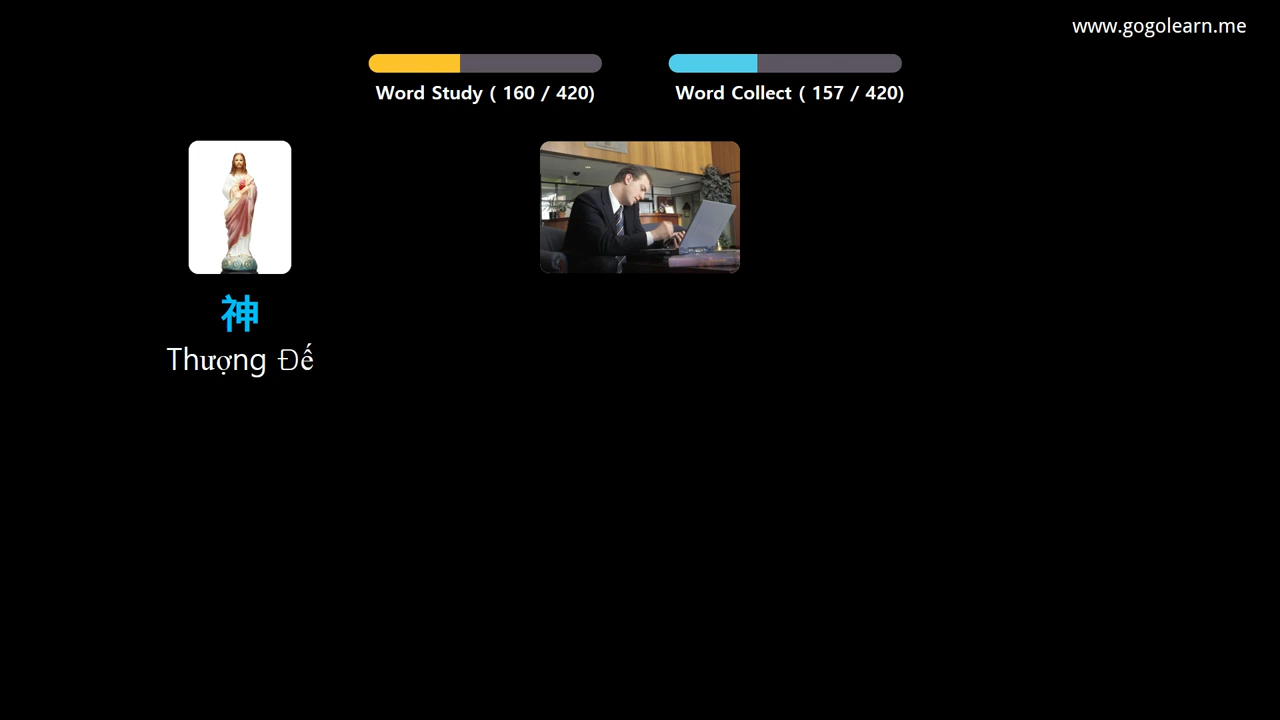 www.gogolearn.me
Word Study ( 160 / 420)
Word Collect ( 157 / 420)
神
Thượng Đế